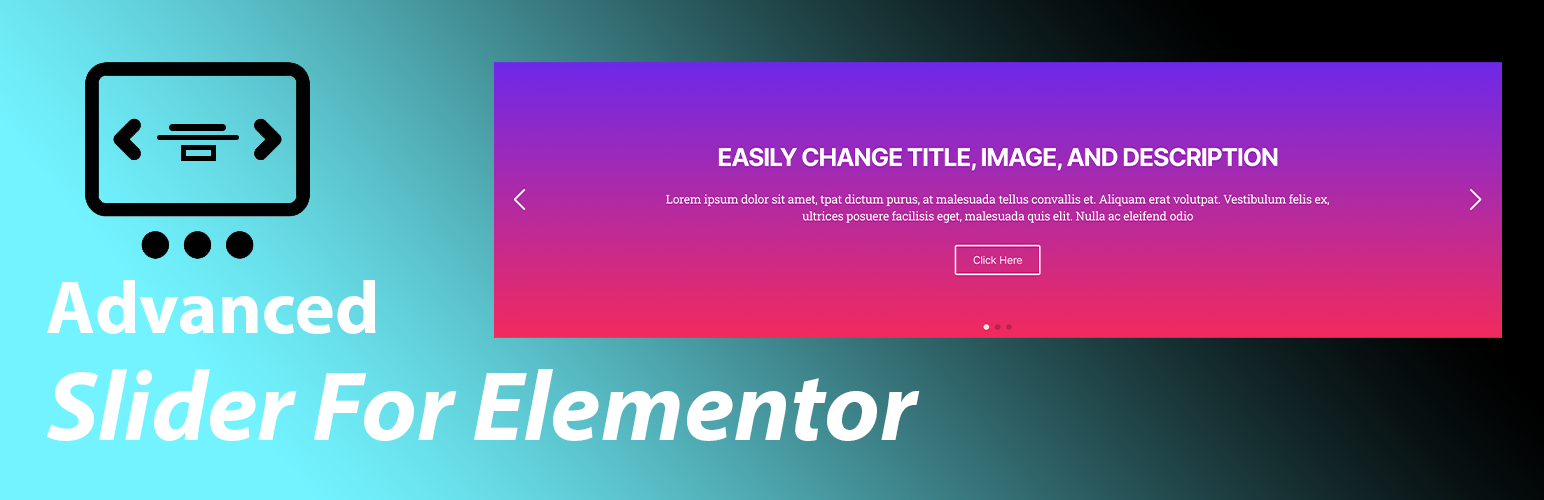 Advanced
Slider For Elementor
EASILY CHANGE TITLE, IMAGE, AND DESCRIPTION
Lorem ipsum dolor sit amet, tpat dictum purus, at malesuada tellus convallis et. Aliquam erat volutpat. Vestibulum felis ex,
ultrices posuere facilisis eget, malesuada quis elit. Nulla ac eleifend odio
Click Here